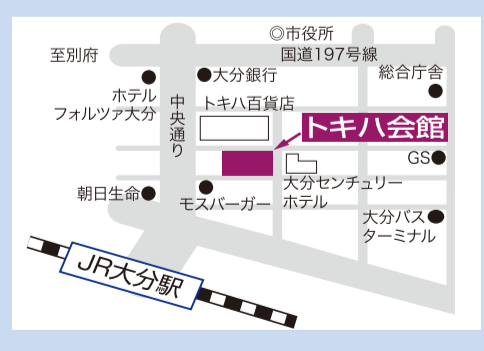 ◎市役所
国道197号線
至別府
総合庁舎
●大分銀行
ホテル
フォルツァ大分
中央通り
トキハ百貨店
トキハ会館
GS●
大分センチュリー
ホテル
朝日生命●
モスバーガー
大分バス
ターミナル
JR大分駅